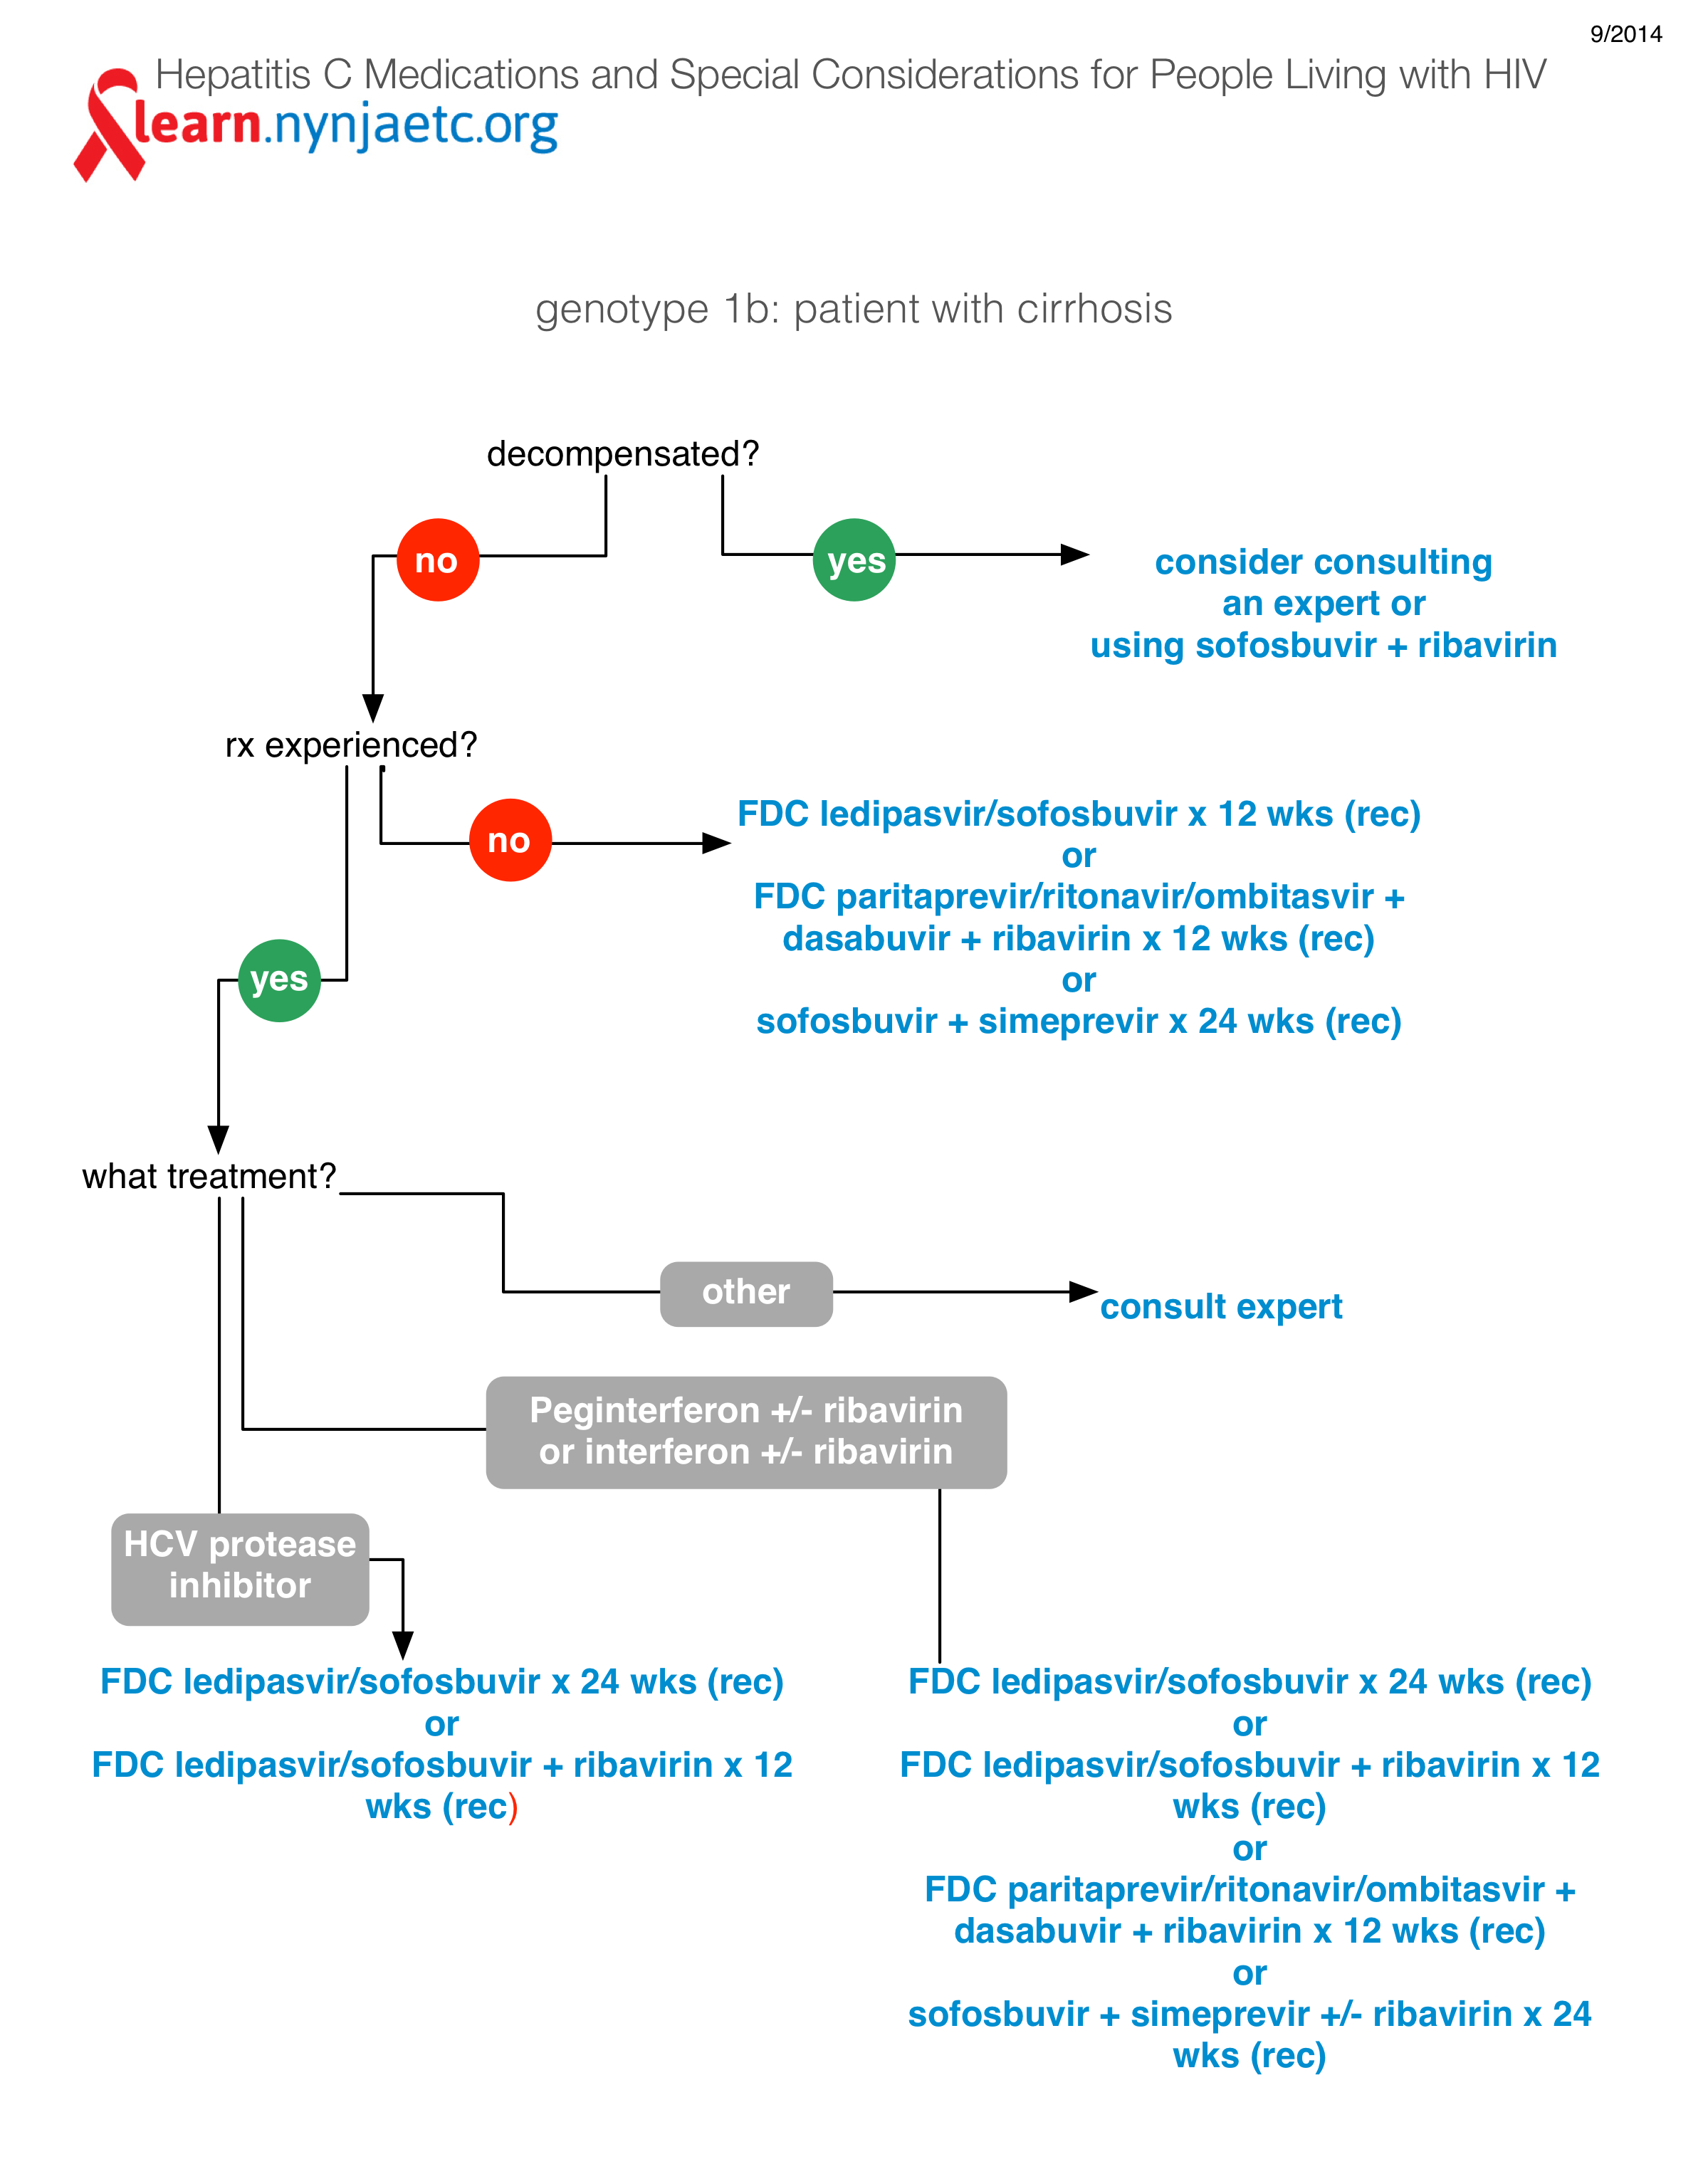 9/2014
Hepatitis C Medications and Special Considerations for People Living with HIV
learn.nynjaetc.org
genotype 1b: patient with cirrhosis
decompensated?
no
yes
consider consulting
an expert or
using sofosbuvir + ribavirin
rx experienced?
no
FDC ledipasvir/sofosbuvir x 12 wks (rec)
or
FDC paritaprevir/ritonavir/ombitasvir +
dasabuvir + ribavirin x 12 wks (rec)
or
sofosbuvir + simeprevir x 24 wks (rec)
yes
what treatment?
other
consult expert
Peginterferon +/- ribavirin
or interferon +/- ribavirin
HCV protease
inhibitor
FDC ledipasvir/sofosbuvir x 24 wks (rec)
or
FDC ledipasvir/sofosbuvir + ribavirin x 12
wks (rec)
FDC ledipasvir/sofosbuvir x 24 wks (rec)
or
FDC ledipasvir/sofosbuvir + ribavirin x 12
wks (rec)
or
FDC paritaprevir/ritonavir/ombitasvir +
dasabuvir + ribavirin x 12 wks (rec)
or
sofosbuvir + simeprevir +/- ribavirin x 24
wks (rec)